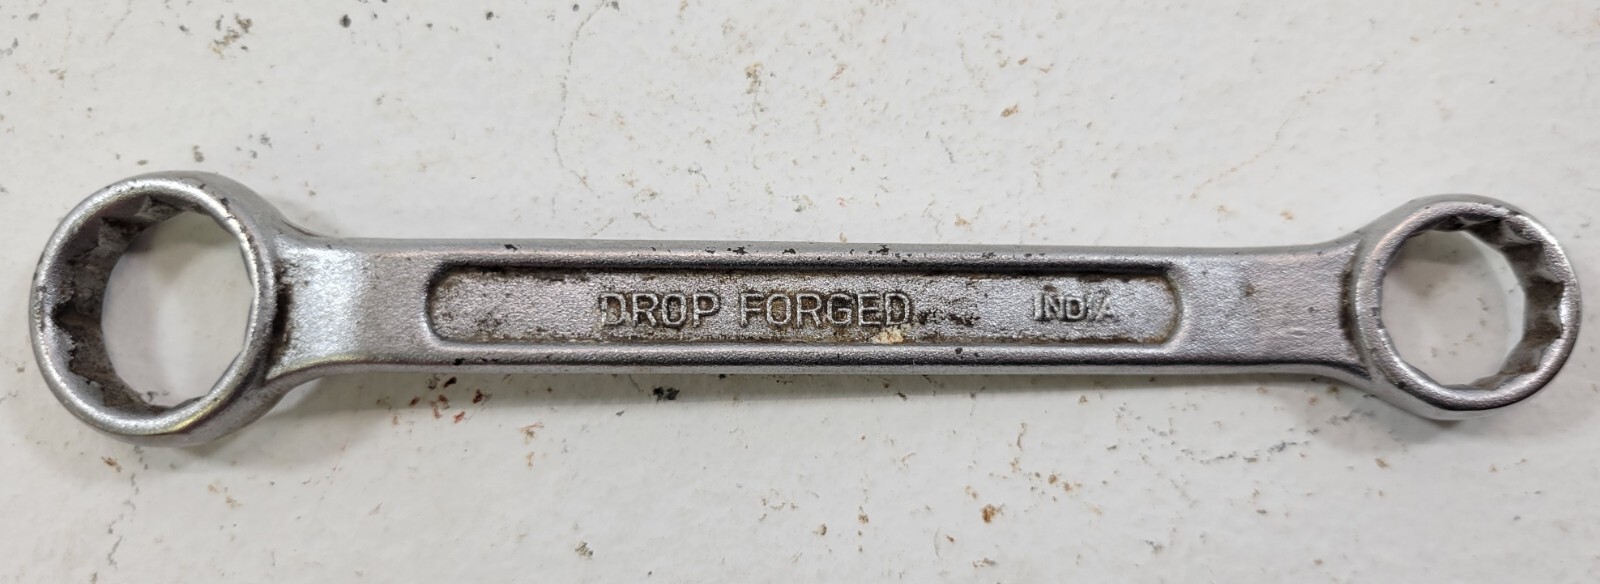 DROP FORGED INDIA